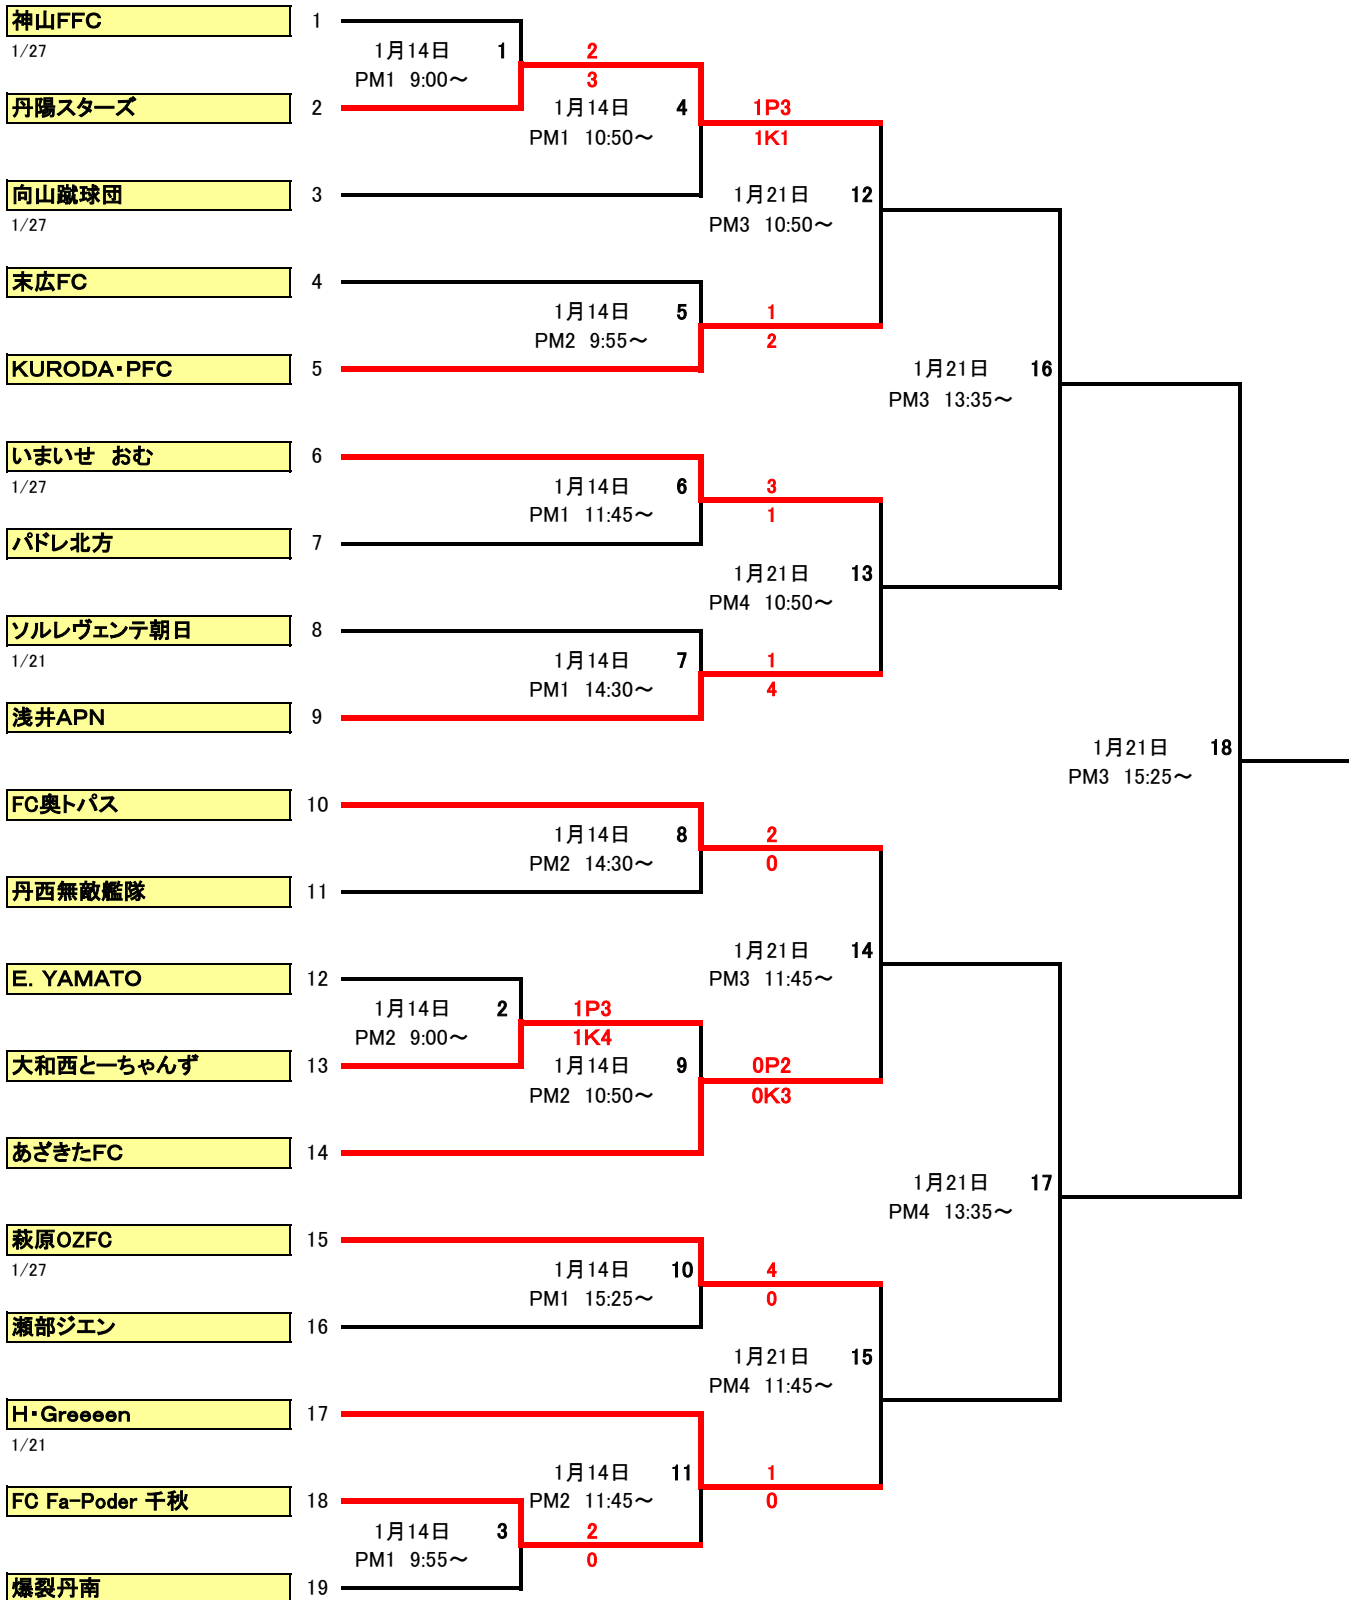 神山FFC 1
1/27
1月14日 1
PM1 9:00～
2
3
丹陽スターズ 2
1月14日 4
PM1 10:50～
1P3
1K1
向山蹴球団 3
1/27
1月21日 12
PM3 10:50～
末広FC 4
1月14日 5
PM2 9:55～
1
2
KURODA・PFC 5
1月21日 16
PM3 13:35～
いまいせ おむ 6
1/27
1月14日 6
PM1 11:45～
3
1
パドレ北方 7
1月21日 13
PM4 10:50～
ソルレヴェンテ朝日 8
1/21
1月14日 7
PM1 14:30～
1
4
浅井APN 9
1月21日 18
PM3 15:25～
FC奥トパス 10
1月14日 8
PM2 14:30～
2
0
丹西無敵艦隊 11
1月21日 14
PM3 11:45～
E. YAMATO 12
1月14日 2
PM2 9:00～
1P3
1K4
大和西とーちゃんず 13
1月14日 9
PM2 10:50～
0P2
0K3
あざきたFC 14
1月21日 17
PM4 13:35～
萩原OZFC 15
1/27
1月14日 10
PM1 15:25～
4
0
瀬部ジエン 16
1月21日 15
PM4 11:45～
H・Greeeen 17
1/21
1月14日 11
PM2 11:45～
1
0
FC Fa-Poder 千秋 18
1月14日 3
PM1 9:55～
2
0
爆裂丹南 19